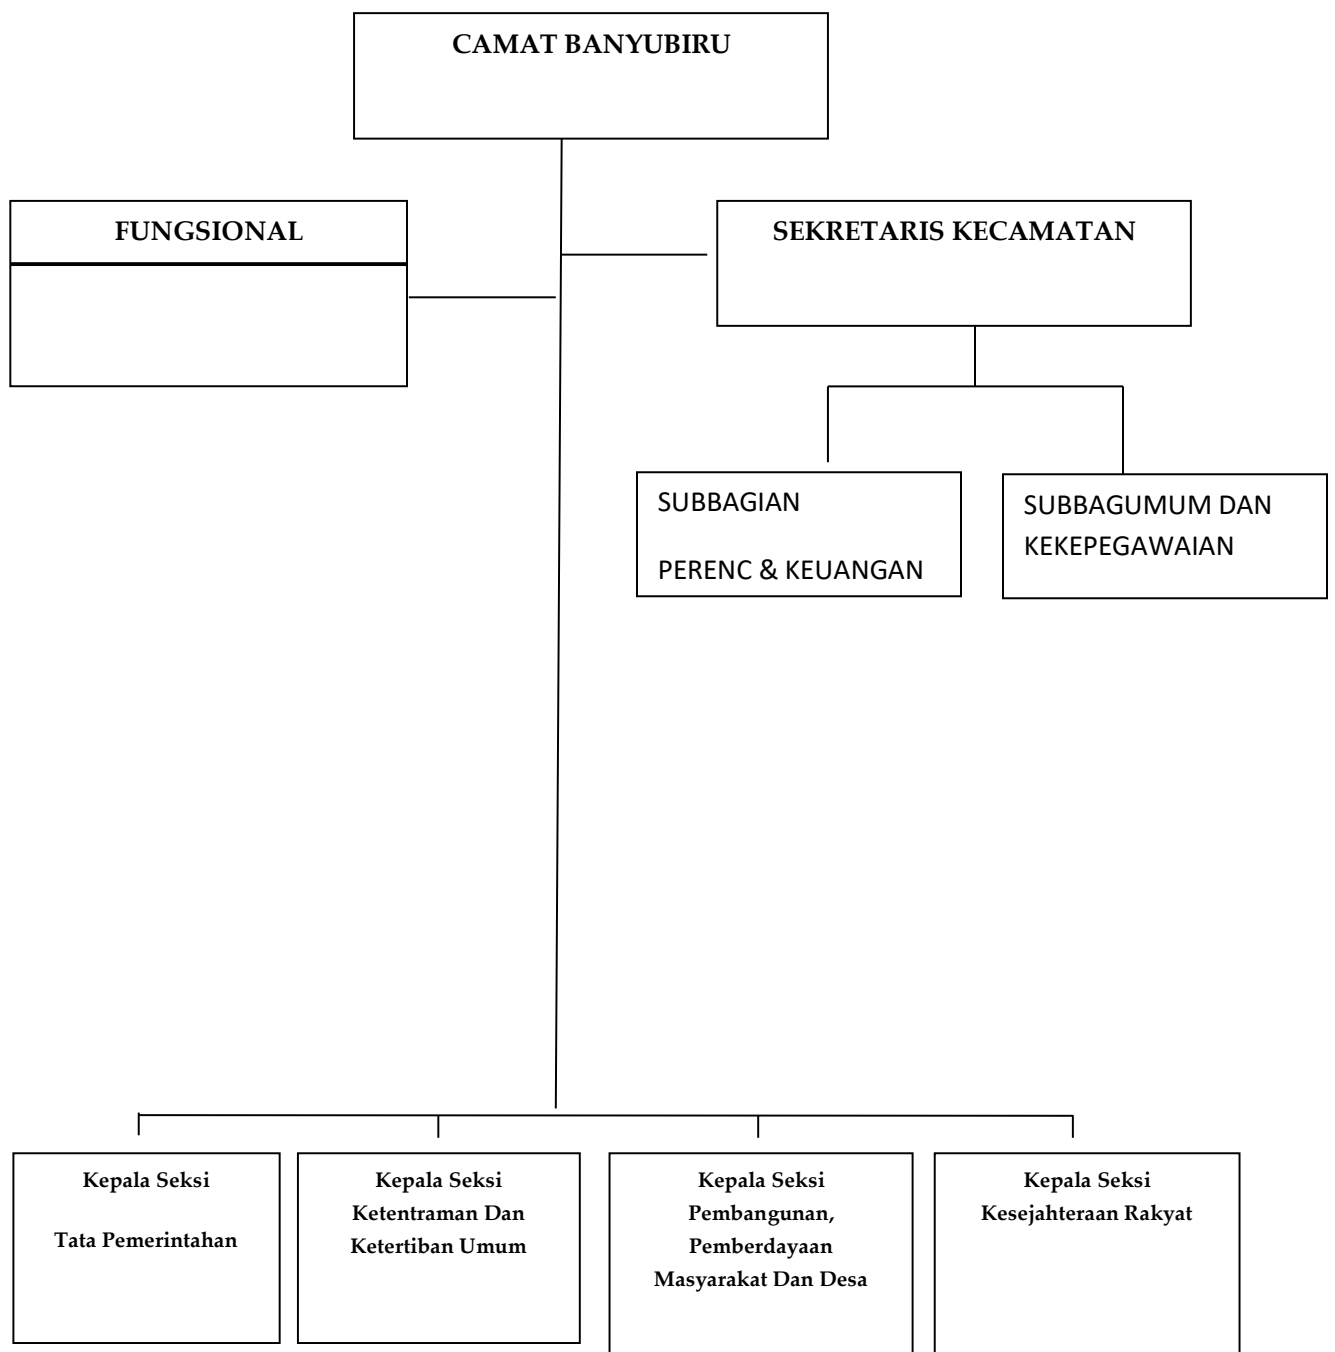 CAMAT BANYUBIRU
FUNGSIONAL
SEKRETARIS KECAMATAN
SUBBAGIAN
PERENC & KEUANGAN
SUBBAGUMUM DAN
KEKEPEGAWAIAN
Kepala Seksi
Tata Pemerintahan
Kepala Seksi
Ketentraman Dan
Ketertiban Umum
Kepala Seksi
Pembangunan,
Pemberdayaan
Masyarakat Dan Desa
Kepala Seksi
Kesejahteraan Rakyat